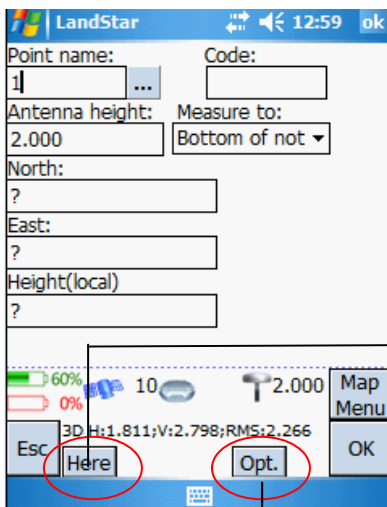 LandStar 12:59 ok
Point name: Code:
1 ...
Antenna height: Measure to:
2.000 Bottom of not
North:
?
East:
?
Height(local)
?
60% 10 2.000 Map
0% Menu
3D H:1.811;V:2.798;RMS:2.266
Esc Here Opt. OK